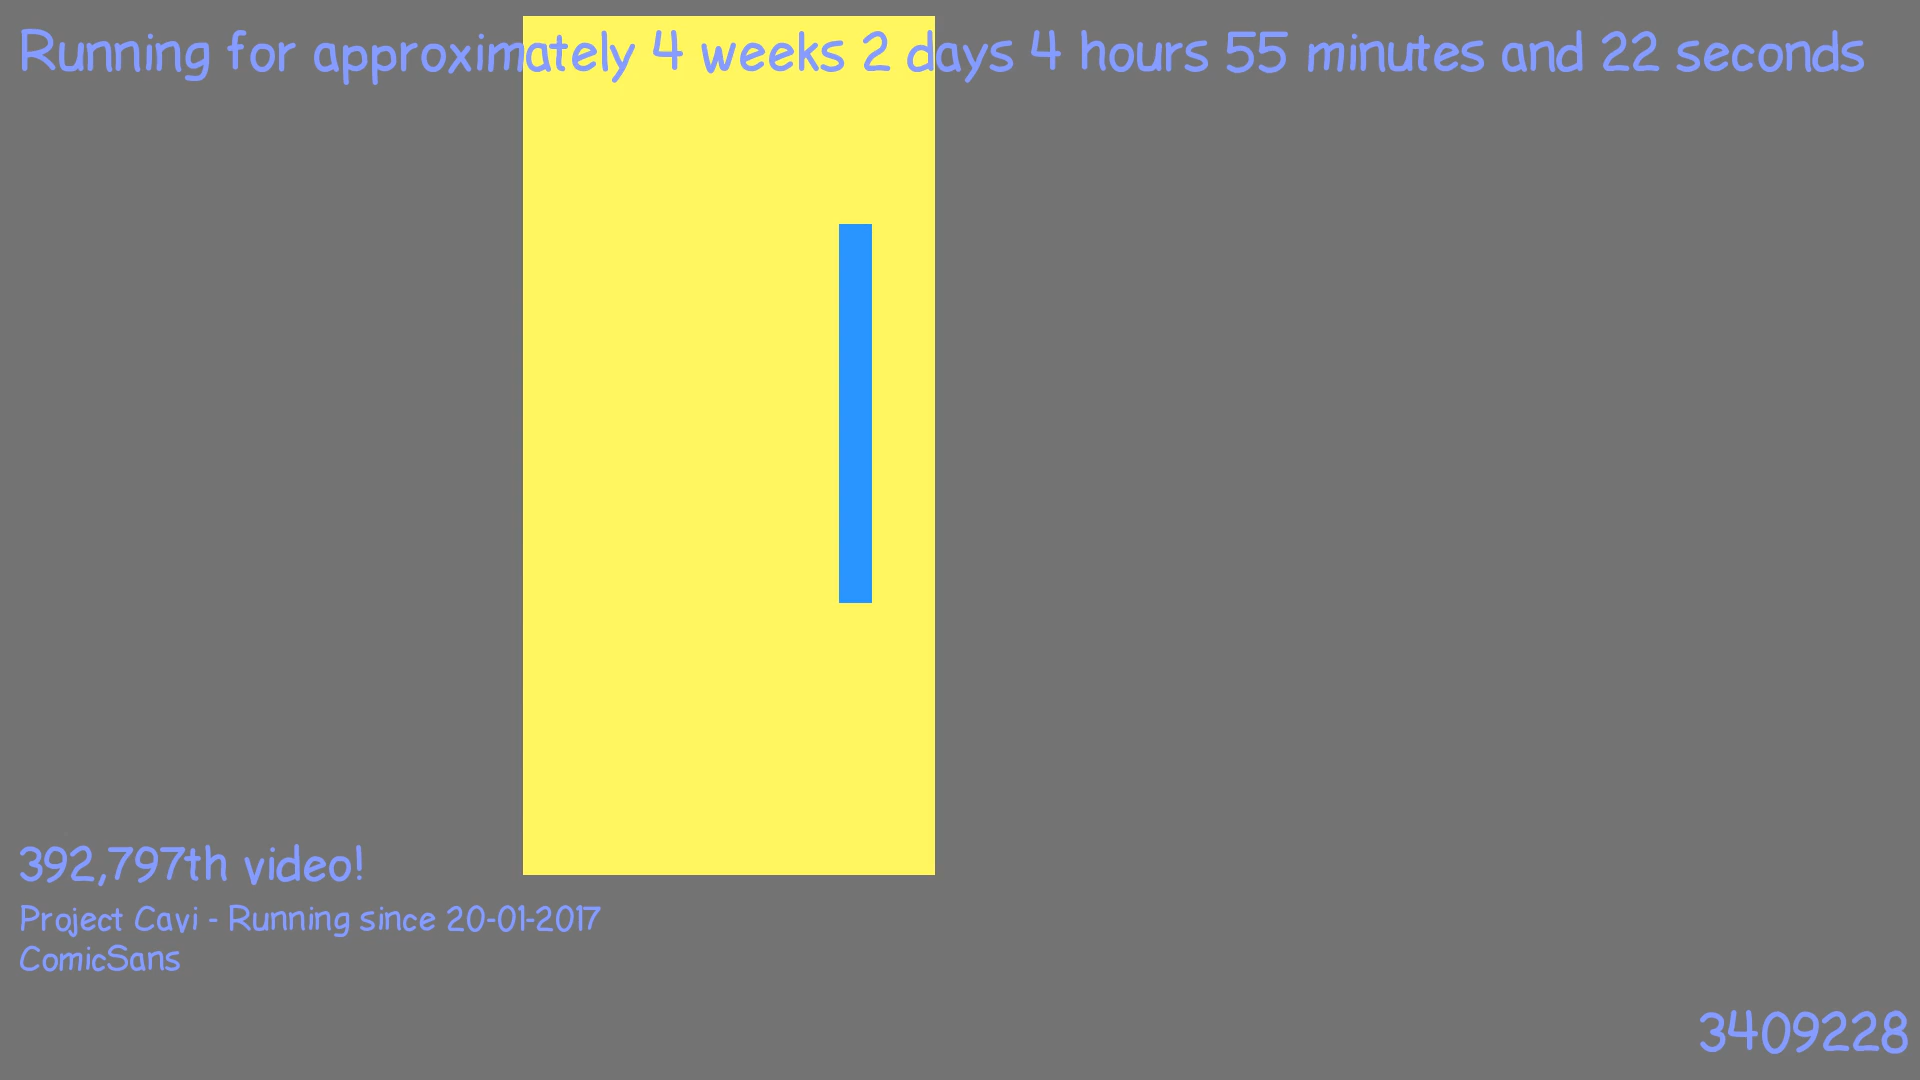 Running for approximately 4 weeks 2 days 4 hours 55 minutes and 22 seconds
392,797th video!
Project Cavi - Running since 20-01-2017
ComicSans
3409228